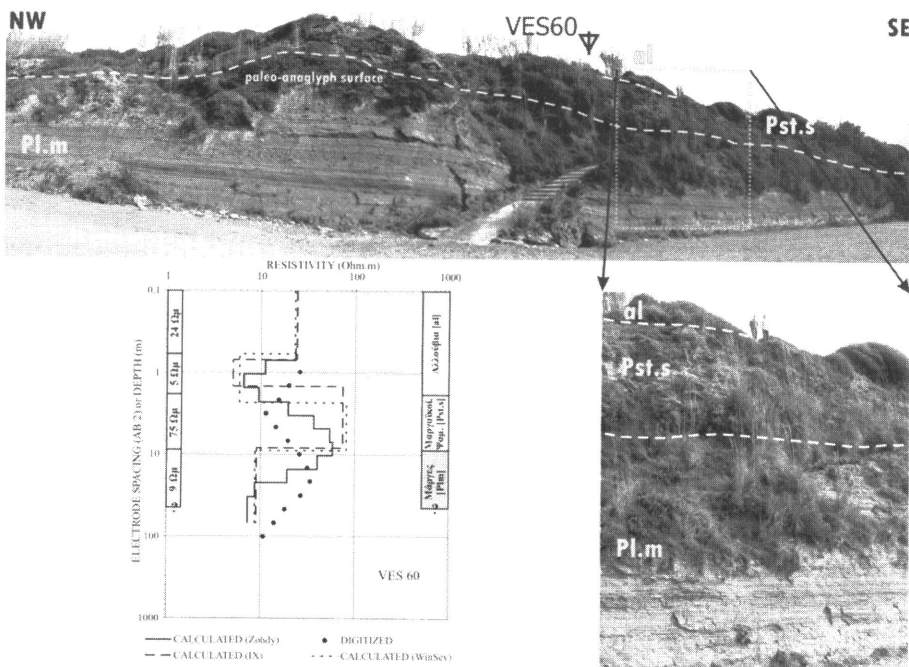 NW
VES60
SE
al
paleo-anaglyph surface
Pst.s
Pl.m
RESISTIVITY (Ohm.m)
1
10
100
1000
ELECTRODE SPACING (AB/2) or DEPTH (m)
0.1
1
10
100
1000
24 Ωμ
5 Ωμ
75 Ωμ
9 Ωμ
Αλλούβια [al]
Μαργαϊκοί
Ψαμ. [Pst.s]
Μάργες
[Plm]
VES 60
CALCULATED (Zohdy)
DIGITIZED
CALCULATED (IX)
CALCULATED (WinSev)
al
Pst.s
Pl.m